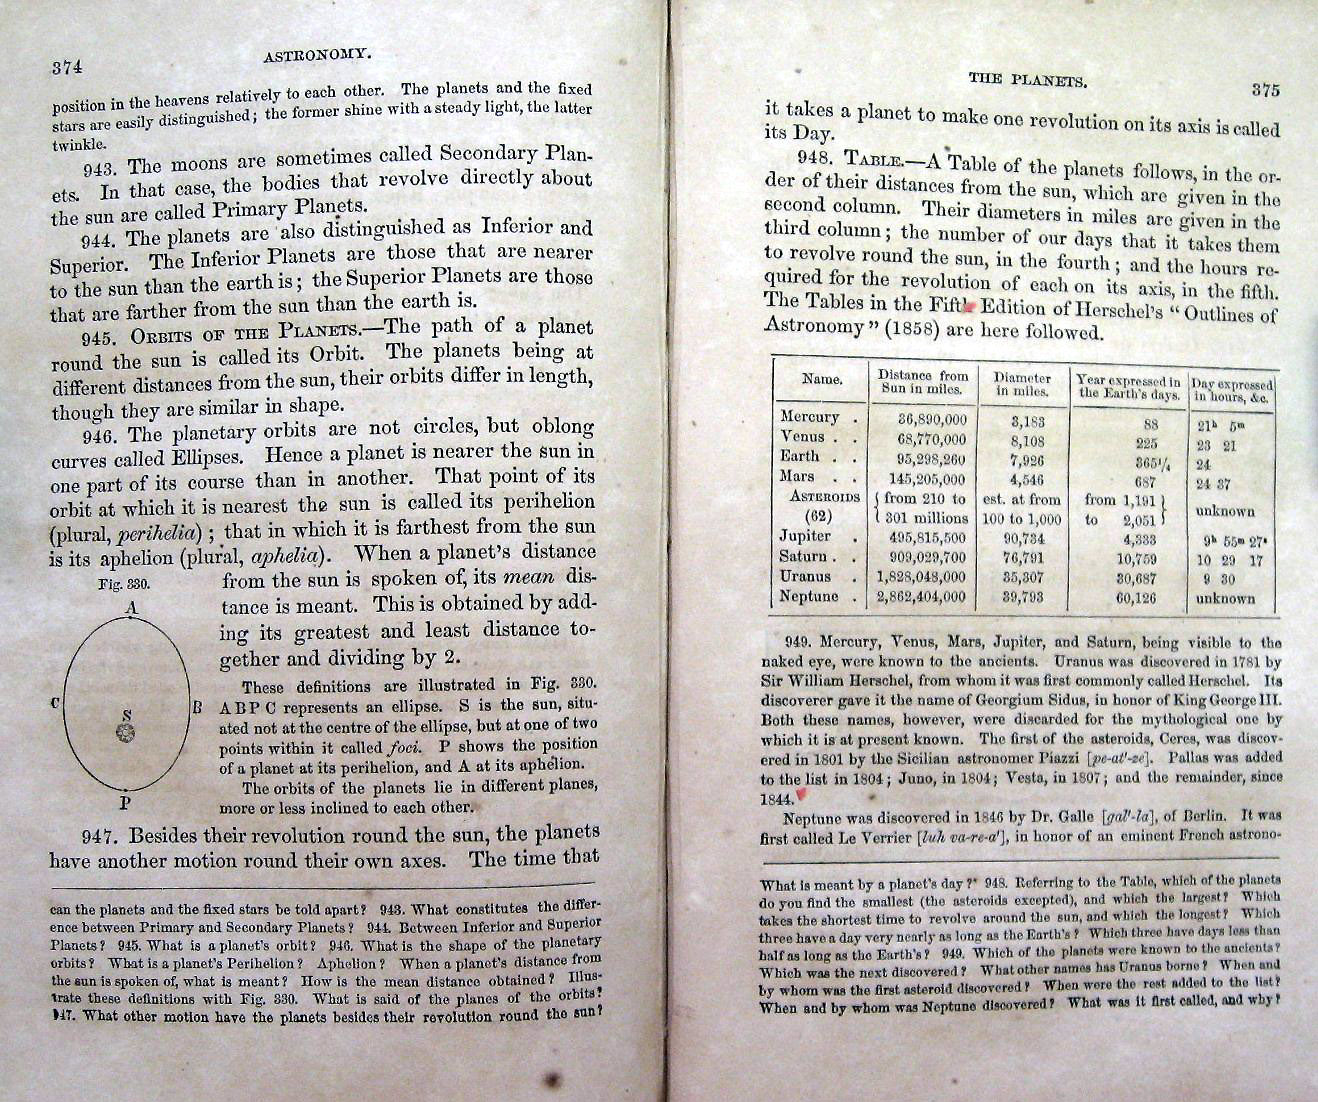 374
ASTRONOMY.
position in the heavens relatively to each other. The planets and the fixed
stars are easily distinguished; the former shine with a steady light, the latter
twinkle.
943. The moons are sometimes called Secondary Plan-
ets. In that case, the bodies that revolve directly about
the sun are called Primary Planets.
944. The planets are also distinguished as Inferior and
Superior. The Inferior Planets are those that are nearer
to the sun than the earth is; the Superior Planets are those
that are farther from the sun than the earth is.
945. ORBITS OF THE PLANETS.—The path of a planet
round the sun is called its Orbit. The planets being at
different distances from the sun, their orbits differ in length,
though they are similar in shape.
946. The planetary orbits are not circles, but oblong
curves called Ellipses. Hence a planet is nearer the sun in
one part of its course than in another. That point of its
orbit at which it is nearest the sun is called its perihelion
(plural, perihelia); that in which it is farthest from the sun
is its aphelion (plural, aphelia). When a planet's distance
from the sun is spoken of, its mean dis-
tance is meant. This is obtained by add-
ing its greatest and least distance to-
gether and dividing by 2.
Fig. 330.
A
C
B
S
P
These definitions are illustrated in Fig. 330.
A B P C represents an ellipse. S is the sun, situ-
ated not at the centre of the ellipse, but at one of two
points within it called foci. P shows the position
of a planet at its perihelion, and A at its aphelion.
The orbits of the planets lie in different planes,
more or less inclined to each other.
947. Besides their revolution round the sun, the planets
have another motion round their own axes. The time that
can the planets and the fixed stars be told apart? 943. What constitutes the differ-
ence between Primary and Secondary Planets? 944. Between Inferior and Superior
Planets? 945. What is a planet's orbit? 946. What is the shape of the planetary
orbits? What is a planet's Perihelion? Aphelion? When a planet's distance from
the sun is spoken of, what is meant? How is the mean distance obtained? Illus-
trate these definitions with Fig. 330. What is said of the planes of the orbits?
947. What other motion have the planets besides their revolution round the sun?
THE PLANETS.
375
it takes a planet to make one revolution on its axis is called
its Day.
948. TABLE.—A Table of the planets follows, in the or-
der of their distances from the sun, which are given in the
second column. Their diameters in miles are given in the
third column; the number of our days that it takes them
to revolve round the sun, in the fourth; and the hours re-
quired for the revolution of each on its axis, in the fifth.
The Tables in the Fifth Edition of Herschel's "Outlines of
Astronomy" (1858) are here followed.
Name. Distance from Sun in miles. Diameter in miles. Year expressed in the Earth's days. Day expressed in hours, &c.
Mercury . 36,890,000 3,183 88 21h 5m
Venus . . 68,770,000 8,108 225 23 21
Earth . . 95,298,260 7,926 365¼ 24
Mars . . 145,205,000 4,546 687 24 37
ASTEROIDS { from 210 to est. at from from 1,191 } unknown
(62) { 301 millions 100 to 1,000 to 2,051 }
Jupiter . 495,815,500 90,734 4,333 9h 55m 27s
Saturn . . 909,029,700 76,791 10,759 10 29 17
Uranus . 1,828,048,000 35,307 30,687 9 30
Neptune . 2,862,404,000 39,793 60,126 unknown
949. Mercury, Venus, Mars, Jupiter, and Saturn, being visible to the
naked eye, were known to the ancients. Uranus was discovered in 1781 by
Sir William Herschel, from whom it was first commonly called Herschel. Its
discoverer gave it the name of Georgium Sidus, in honor of King George III.
Both these names, however, were discarded for the mythological one by
which it is at present known. The first of the asteroids, Ceres, was discov-
ered in 1801 by the Sicilian astronomer Piazzi [pe-at'-ze]. Pallas was added
to the list in 1804; Juno, in 1804; Vesta, in 1807; and the remainder, since
1844.
Neptune was discovered in 1846 by Dr. Galle [gal'-la], of Berlin. It was
first called Le Verrier [luh va-re-a'], in honor of an eminent French astrono-
What is meant by a planet's day? 948. Referring to the Table, which of the planets
do you find the smallest (the asteroids excepted), and which the largest? Which
takes the shortest time to revolve around the sun, and which the longest? Which
three have a day very nearly as long as the Earth's? Which three have days less than
half as long as the Earth's? 949. Which of the planets were known to the ancients?
Which was the next discovered? What other names has Uranus borne? When and
by whom was the first asteroid discovered? When were the rest added to the list?
When and by whom was Neptune discovered? What was it first called, and why?